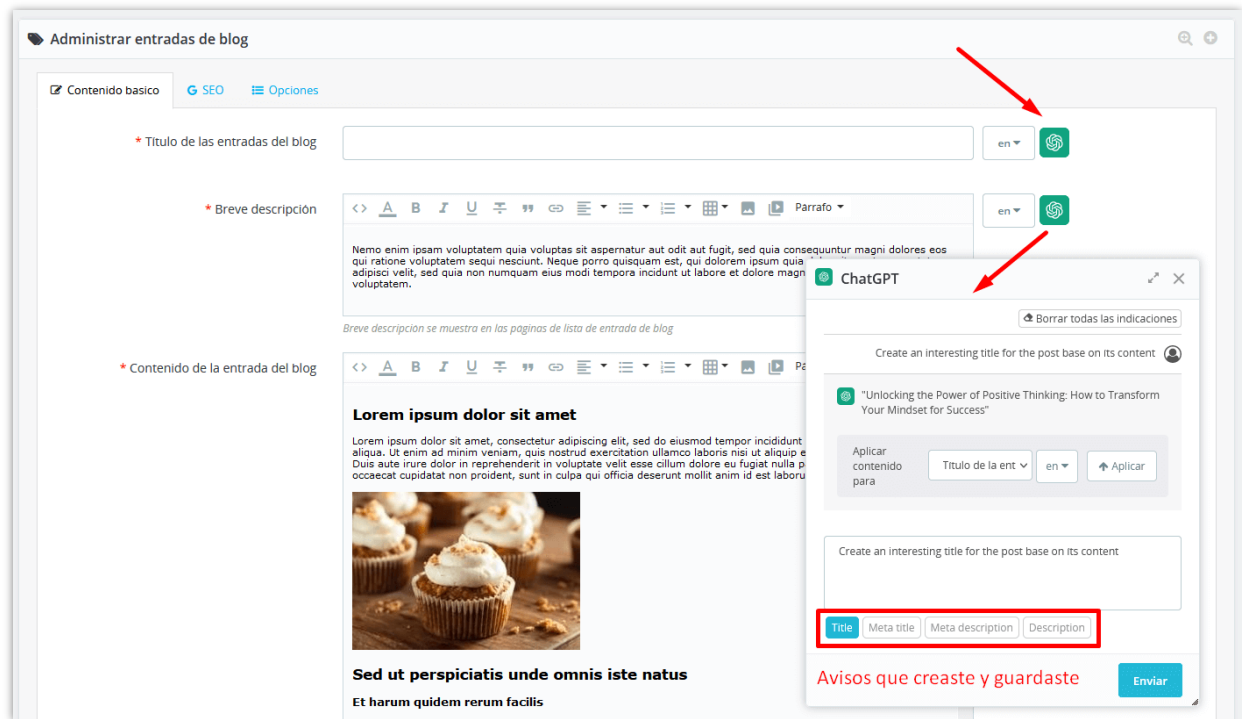 Administrar entradas de blog
Contenido basico
SEO
Opciones
* Título de las entradas del blog
en
* Breve descripción
A B I U
Parrafo
en
Nemo enim ipsam voluptatem quia voluptas sit aspernatur aut odit aut fugit, sed quia consequuntur magni dolores eos
qui ratione voluptatem sequi nesciunt. Neque porro quisquam est, qui dolorem ipsum quia
adipisci velit, sed quia non numquam eius modi tempora incidunt ut labore et dolore magn
voluptatem.
Breve descripción se muestra en las páginas de lista de entrada de blog
* Contenido de la entrada del blog
A B I U
Pa
Lorem ipsum dolor sit amet
Lorem ipsum dolor sit amet, consectetur adipiscing elit, sed do eiusmod tempor incididunt
aliqua. Ut enim ad minim veniam, quis nostrud exercitation ullamco laboris nisi ut aliquip e
Duis aute irure dolor in reprehenderit in voluptate velit esse cillum dolore eu fugiat nulla p
occaecat cupidatat non proident, sunt in culpa qui officia deserunt mollit anim id est laboru
Sed ut perspiciatis unde omnis iste natus
Et harum quidem rerum facilis
ChatGPT
Borrar todas las indicaciones
Create an interesting title for the post base on its content
"Unlocking the Power of Positive Thinking: How to Transform
Your Mindset for Success"
Aplicar
contenido
para
Título de la ent
en
Aplicar
Create an interesting title for the post base on its content
Title
Meta title
Meta description
Description
Avisos que creaste y guardaste
Enviar